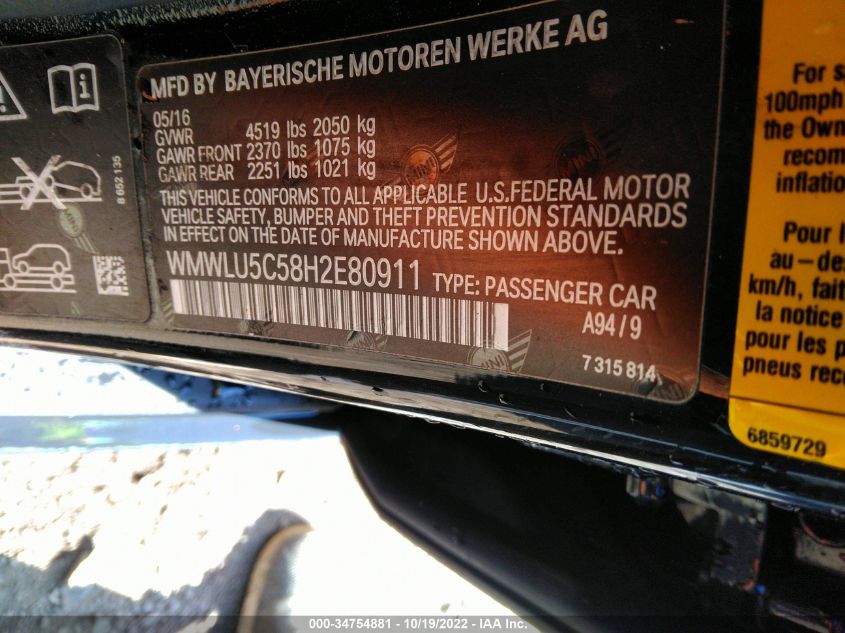 MFD BY BAYERISCHE MOTOREN WERKE AG
05/16
GVWR 4519 lbs 2050 kg
GAWR FRONT 2370 lbs 1075 kg
GAWR REAR 2251 lbs 1021 kg
THIS VEHICLE CONFORMS TO ALL APPLICABLE U.S.FEDERAL MOTOR
VEHICLE SAFETY, BUMPER AND THEFT PREVENTION STANDARDS
IN EFFECT ON THE DATE OF MANUFACTURE SHOWN ABOVE.
WMWLU5C58H2E80911 TYPE: PASSENGER CAR
A94/9
7 315 814
8 652 135
For s
100mph
the Own
recom
inflation
Pour l
au-de
km/h, fait
la notice
pour les p
pneus reco
6859729
000-34754881 - 10/19/2022 - IAA Inc.